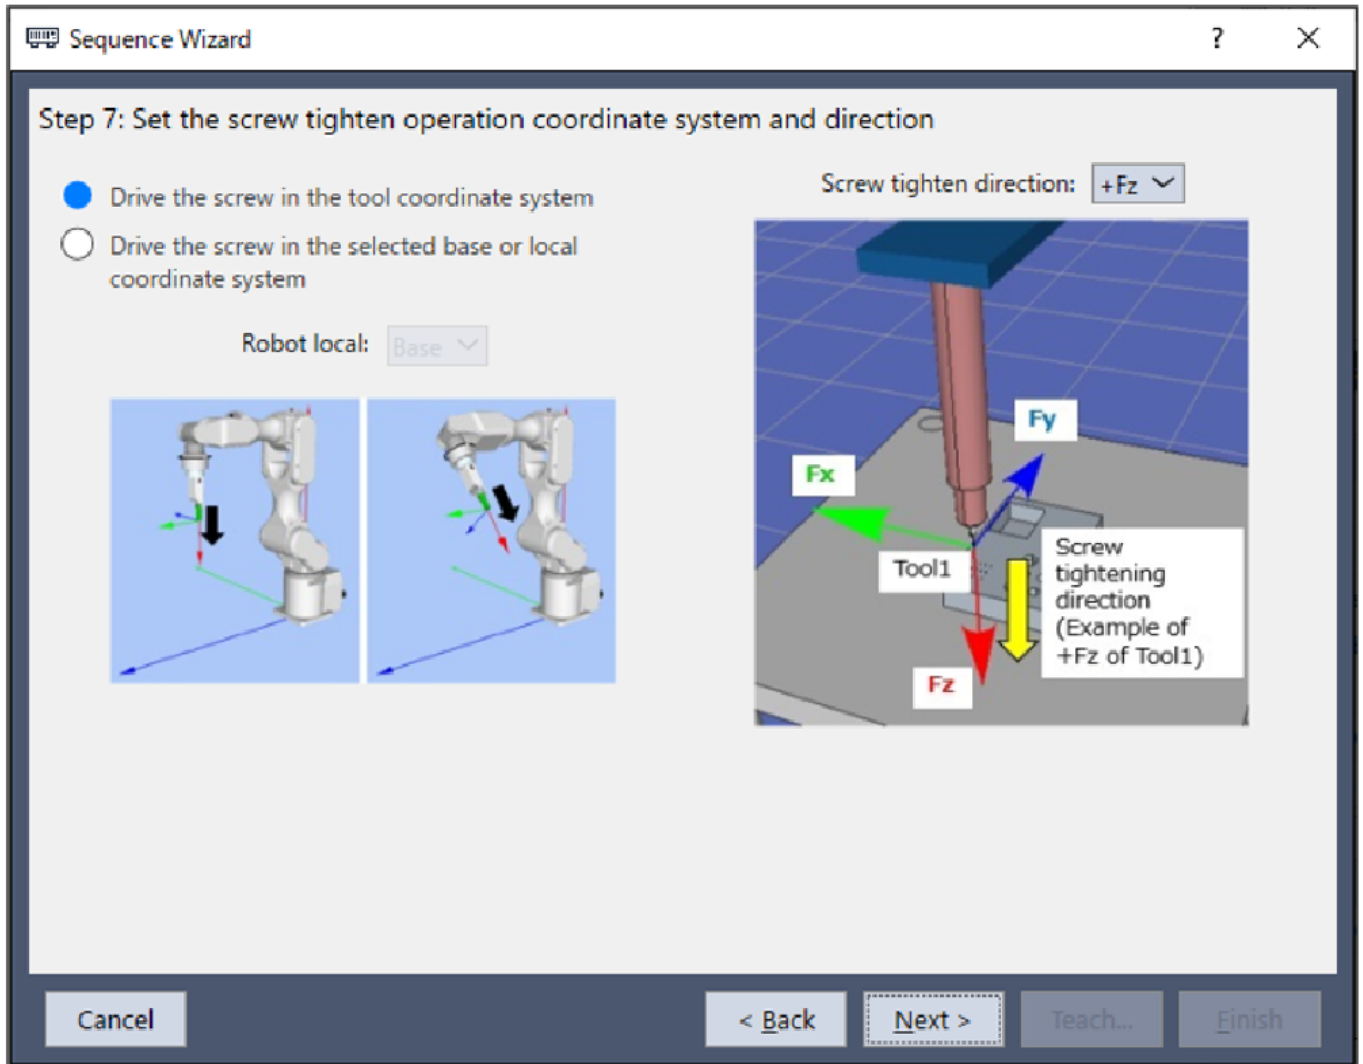 Sequence Wizard
?
Step 7: Set the screw tighten operation coordinate system and direction
Drive the screw in the tool coordinate system
Drive the screw in the selected base or local
coordinate system
Robot local:
Base
Screw tighten direction:
+Fz
Fy
Fx
Tool1
Screw
tightening
direction
(Example of
+Fz of Tool1)
Fz
Cancel
< Back
Next >
Teach...
Finish